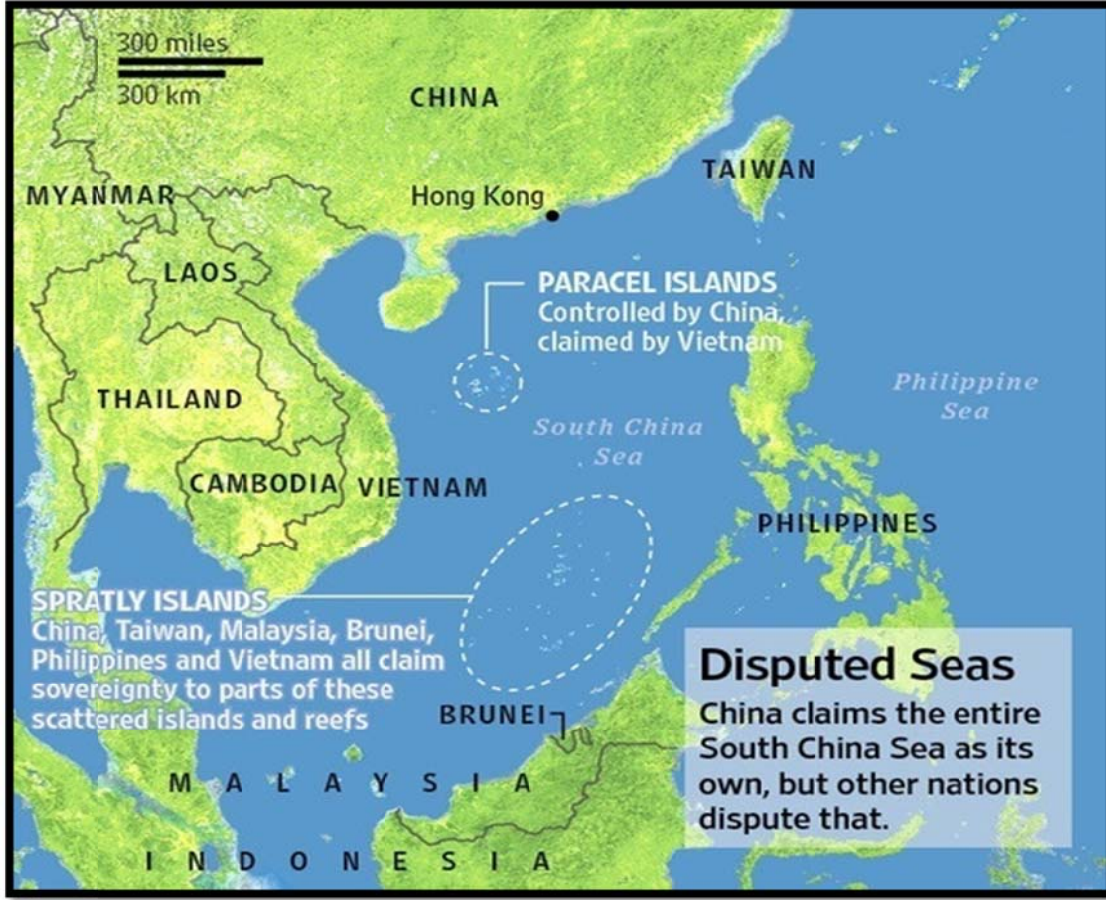 300 miles
300 km
CHINA
TAIWAN
MYANMAR
Hong Kong
LAOS
PARACEL ISLANDS
Controlled by China,
claimed by Vietnam
THAILAND
Philippine
Sea
South China
Sea
CAMBODIA
VIETNAM
PHILIPPINES
SPRATLY ISLANDS
China, Taiwan, Malaysia, Brunei,
Philippines and Vietnam all claim
sovereignty to parts of these
scattered islands and reefs
BRUNEI
MALAYSIA
INDONESIA
Disputed Seas
China claims the entire
South China Sea as its
own, but other nations
dispute that.